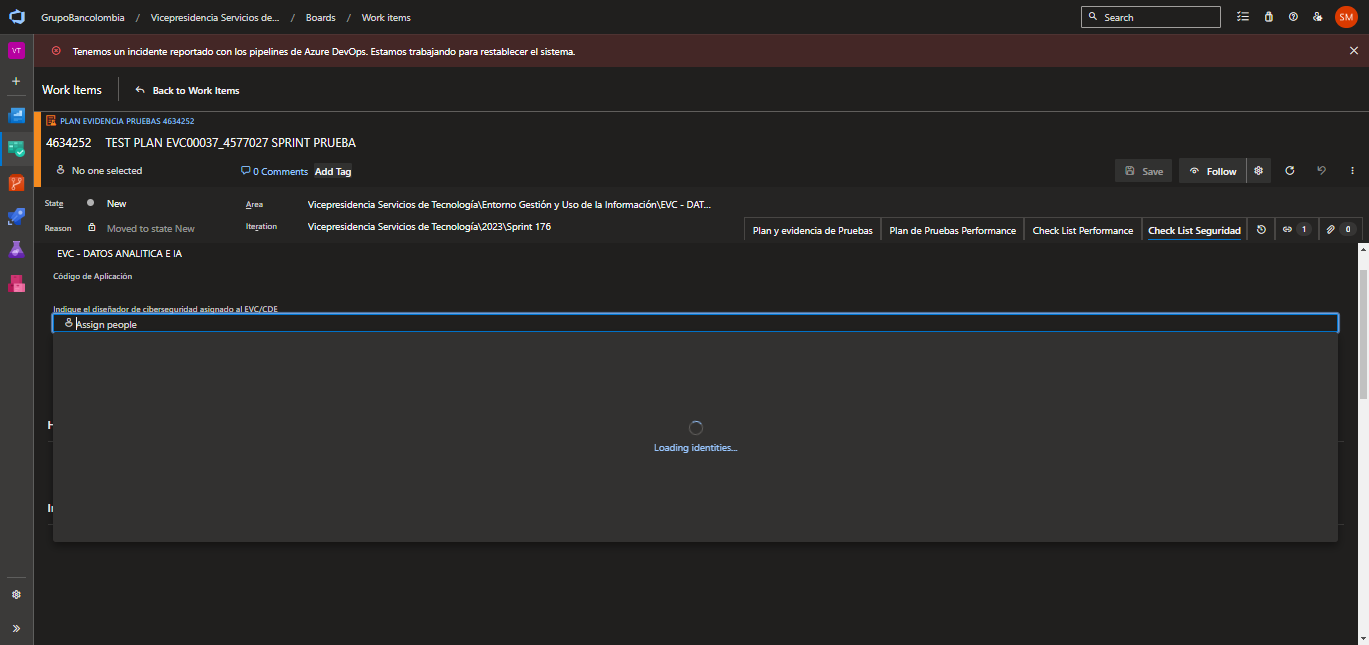 GrupoBancolombia / Vicepresidencia Servicios de... / Boards / Work items
Search
SM
VT
Tenemos un incidente reportado con los pipelines de Azure DevOps. Estamos trabajando para restablecer el sistema.
Work Items
Back to Work Items
PLAN EVIDENCIA PRUEBAS 4634252
4634252 TEST PLAN EVC00037_4577027 SPRINT PRUEBA
No one selected
0 Comments
Add Tag
Save
Follow
State
New
Area
Vicepresidencia Servicios de Tecnología\Entorno Gestión y Uso de la Información\EVC - DAT...
Reason
Moved to state New
Iteration
Vicepresidencia Servicios de Tecnología\2023\Sprint 176
Plan y evidencia de Pruebas
Plan de Pruebas Performance
Check List Performance
Check List Seguridad
1
0
EVC - DATOS ANALITICA E IA
Código de Aplicación
Indique el diseñador de ciberseguridad asignado al EVC/CDE
Assign people
Loading identities...